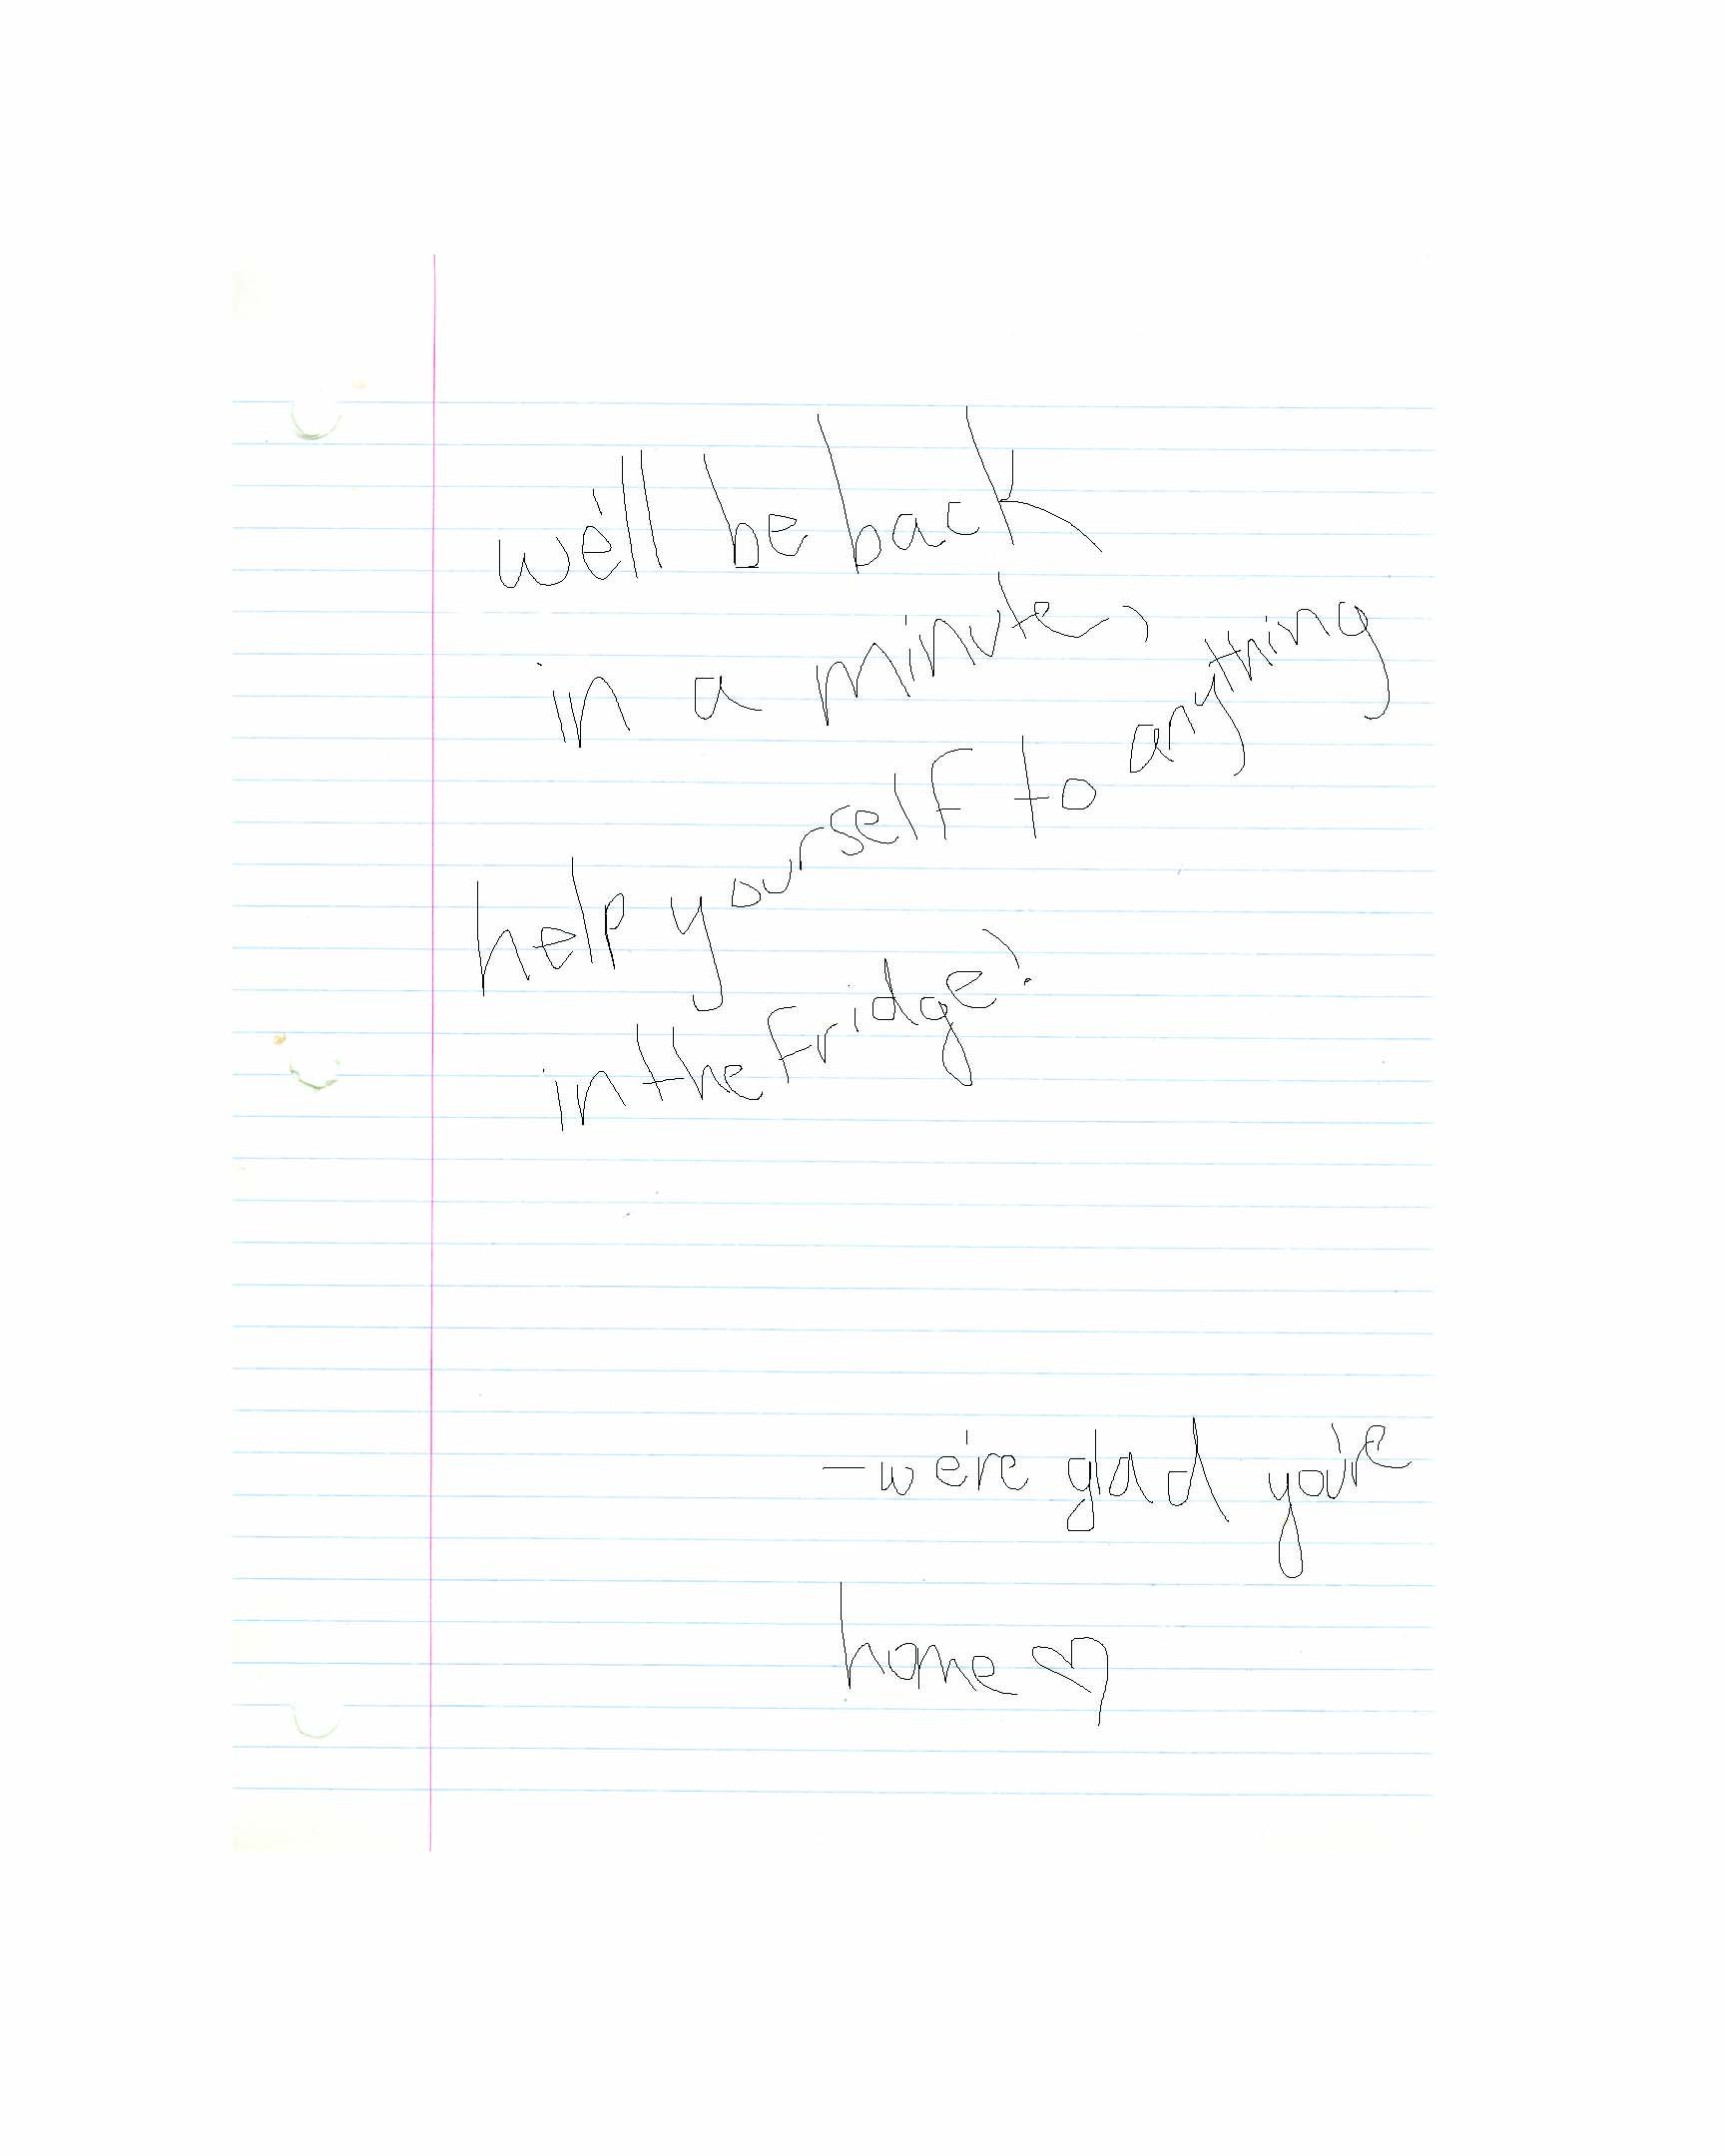 we'll be back
in a minute,
help yourself to anything
in the fridge!
-we're glad you're
home ♡